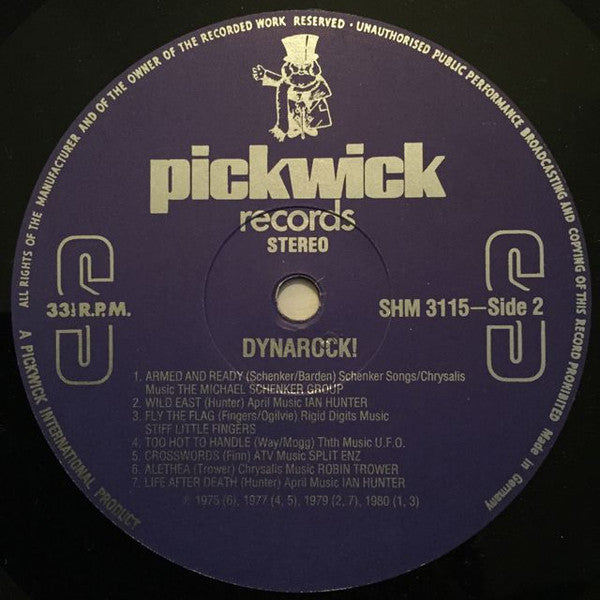 ALL RIGHTS OF THE MANUFACTURER AND OF THE OWNER OF THE RECORDED WORK RESERVED · UNAUTHORISED PUBLIC PERFORMANCE BROADCASTING AND COPYING OF THIS RECORD PROHIBITED
Made in Germany
pickwick
records
STEREO
33⅓ R.P.M.
SHM 3115—Side 2
DYNAROCK!
1. ARMED AND READY (Schenker/Barden) Schenker Songs/Chrysalis
Music THE MICHAEL SCHENKER GROUP
2. WILD EAST (Hunter) April Music IAN HUNTER
3. FLY THE FLAG (Fingers/Ogilvie) Rigid Digits Music
STIFF LITTLE FINGERS
4. TOO HOT TO HANDLE (Way/Mogg) Thth Music U.F.O.
5. CROSSWORDS (Finn) ATV Music SPLIT ENZ
6. ALETHEA (Trower) Chrysalis Music ROBIN TROWER
7. LIFE AFTER DEATH (Hunter) April Music IAN HUNTER
℗ 1975 (6), 1977 (4, 5), 1979 (2, 7), 1980 (1, 3)
A PICKWICK INTERNATIONAL PRODUCT